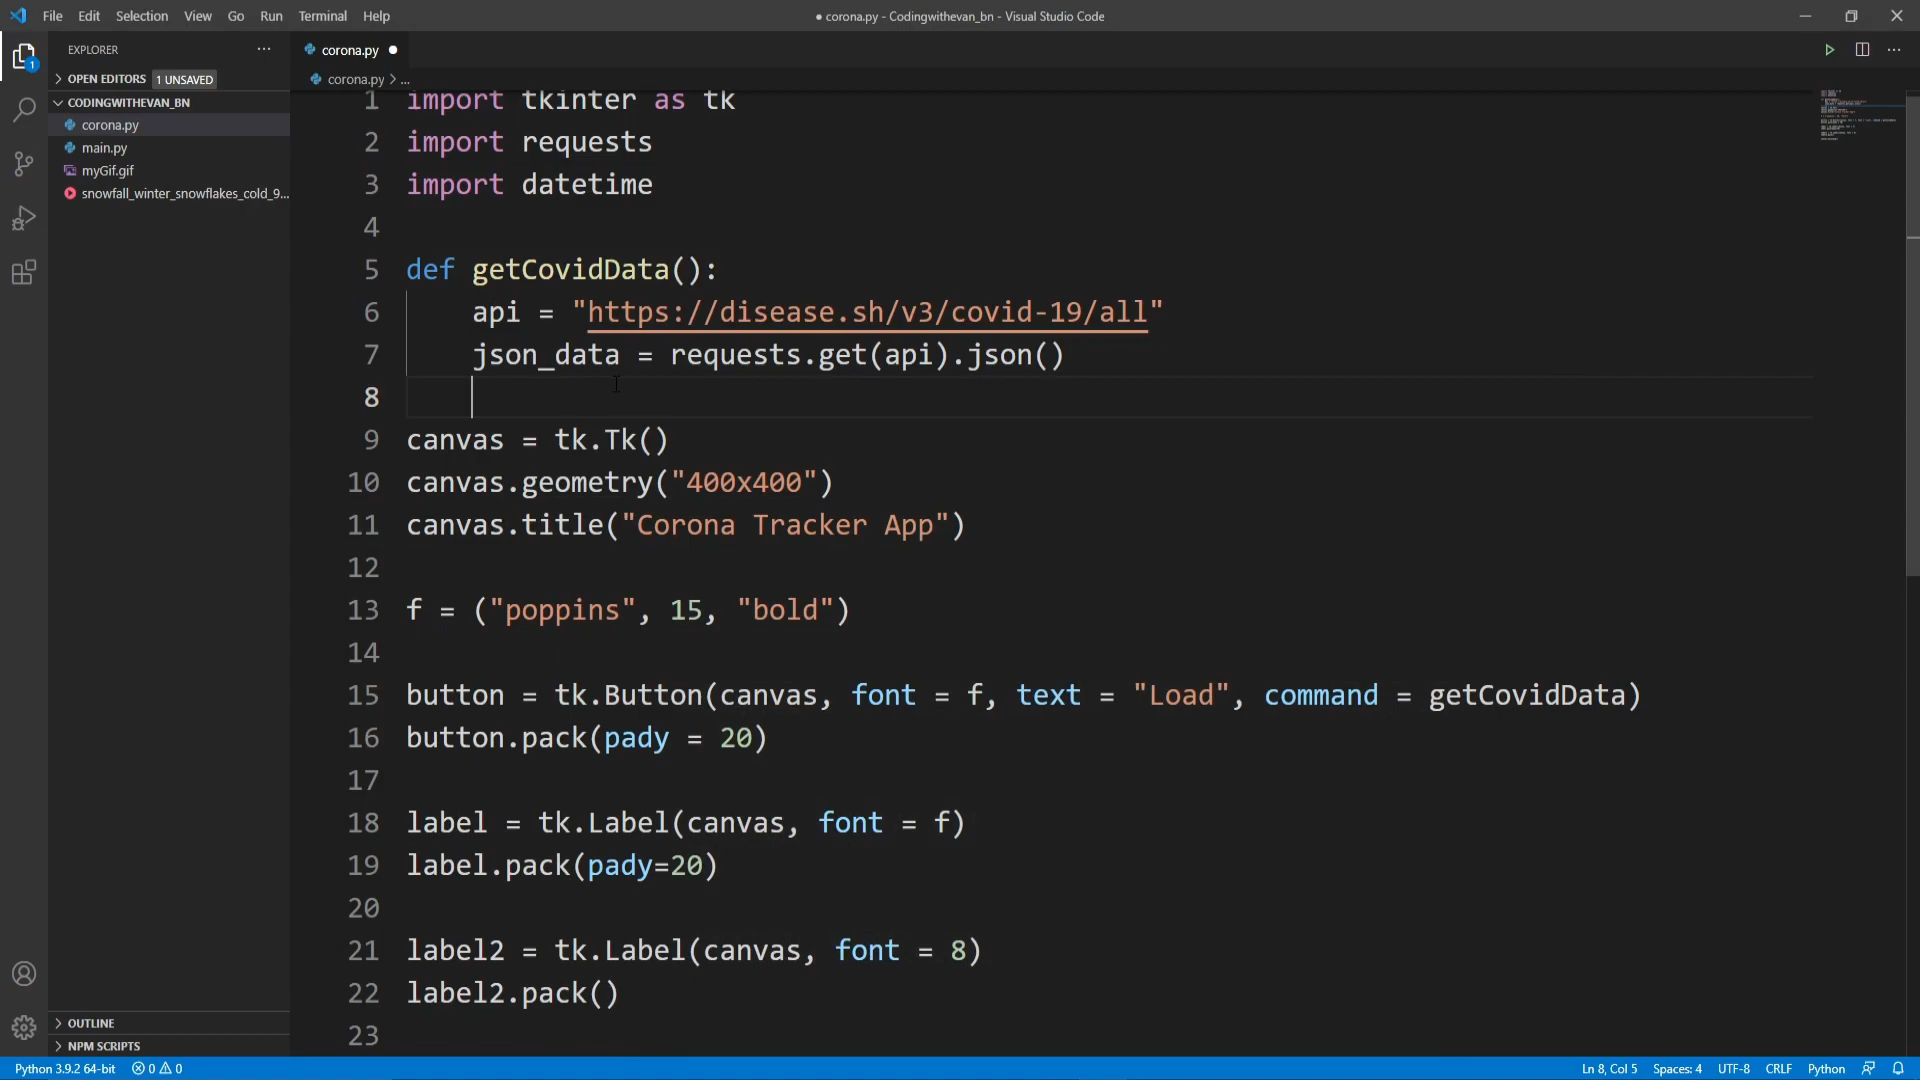 File Edit Selection View Go Run Terminal Help
● corona.py - Codingwithevan_bn - Visual Studio Code
EXPLORER
corona.py
OPEN EDITORS 1 UNSAVED
corona.py > ...
CODINGWITHEVAN_BN
corona.py
main.py
myGif.gif
snowfall_winter_snowflakes_cold_9...
1 import tkinter as tk
2 import requests
3 import datetime
4
5 def getCovidData():
6 api = "https://disease.sh/v3/covid-19/all"
7 json_data = requests.get(api).json()
8
9 canvas = tk.Tk()
10 canvas.geometry("400x400")
11 canvas.title("Corona Tracker App")
12
13 f = ("poppins", 15, "bold")
14
15 button = tk.Button(canvas, font = f, text = "Load", command = getCovidData)
16 button.pack(pady = 20)
17
18 label = tk.Label(canvas, font = f)
19 label.pack(pady=20)
20
21 label2 = tk.Label(canvas, font = 8)
22 label2.pack()
23
1
OUTLINE
NPM SCRIPTS
Python 3.9.2 64-bit 0 0 Ln 8, Col 5 Spaces: 4 UTF-8 CRLF Python